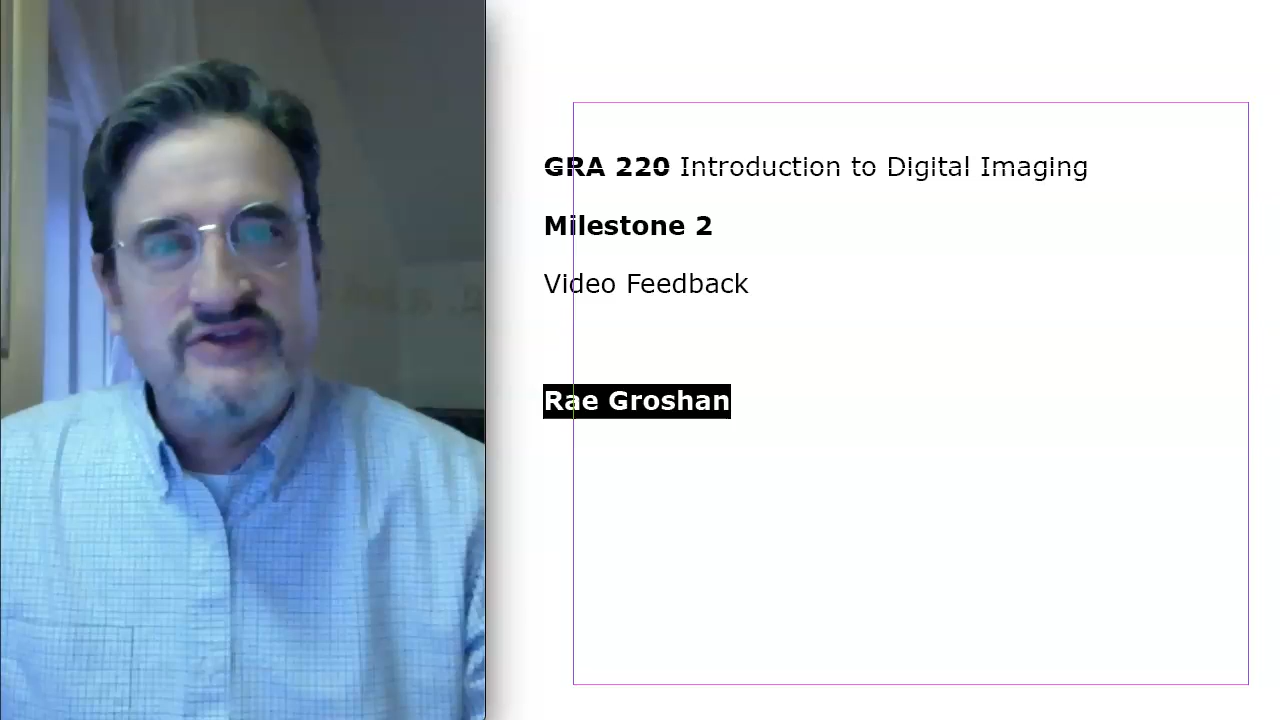 GRA 220 Introduction to Digital Imaging
Milestone 2
Video Feedback
Rae Groshan